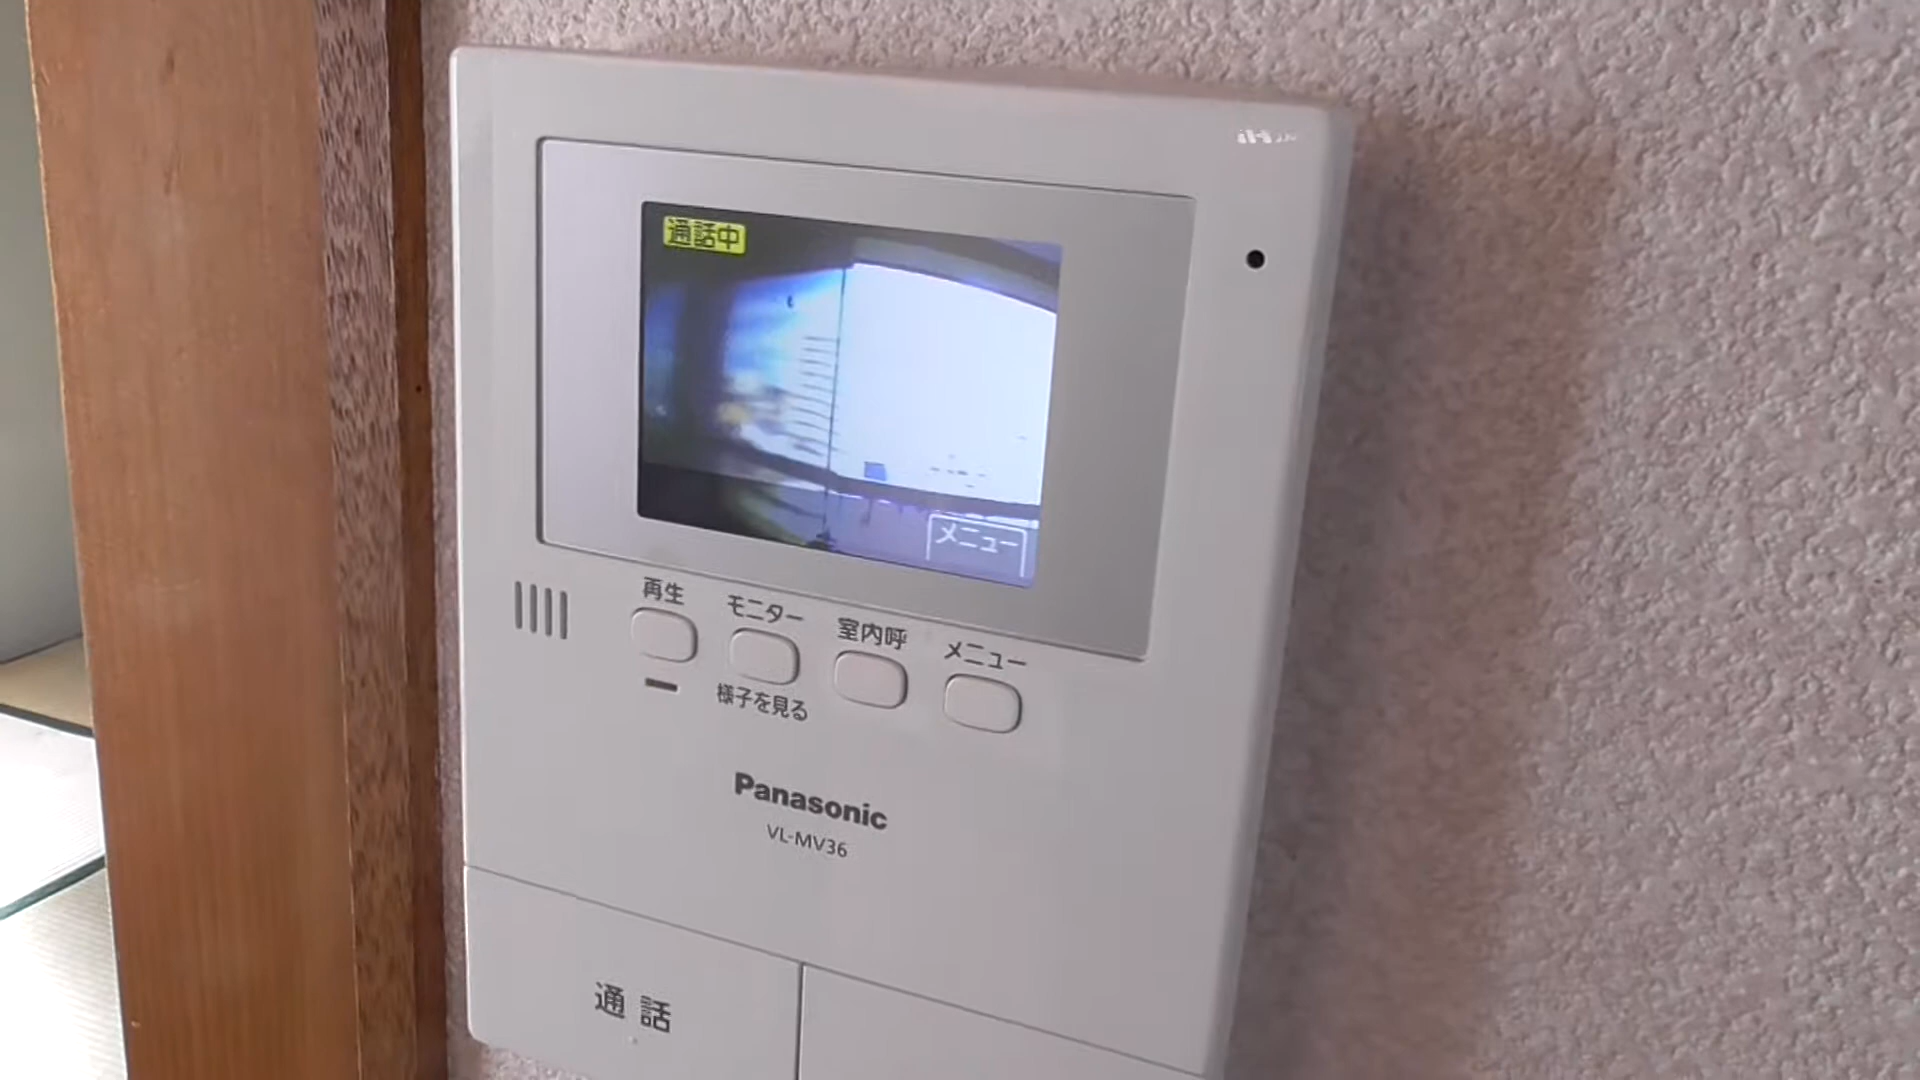 通話中
メニュー
再生
モニター
室内呼
メニュー
様子を見る
Panasonic
VL-MV36
通話